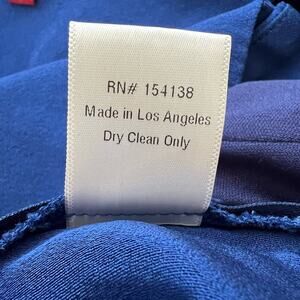 RN# 154138
Made in Los Angeles
Dry Clean Only